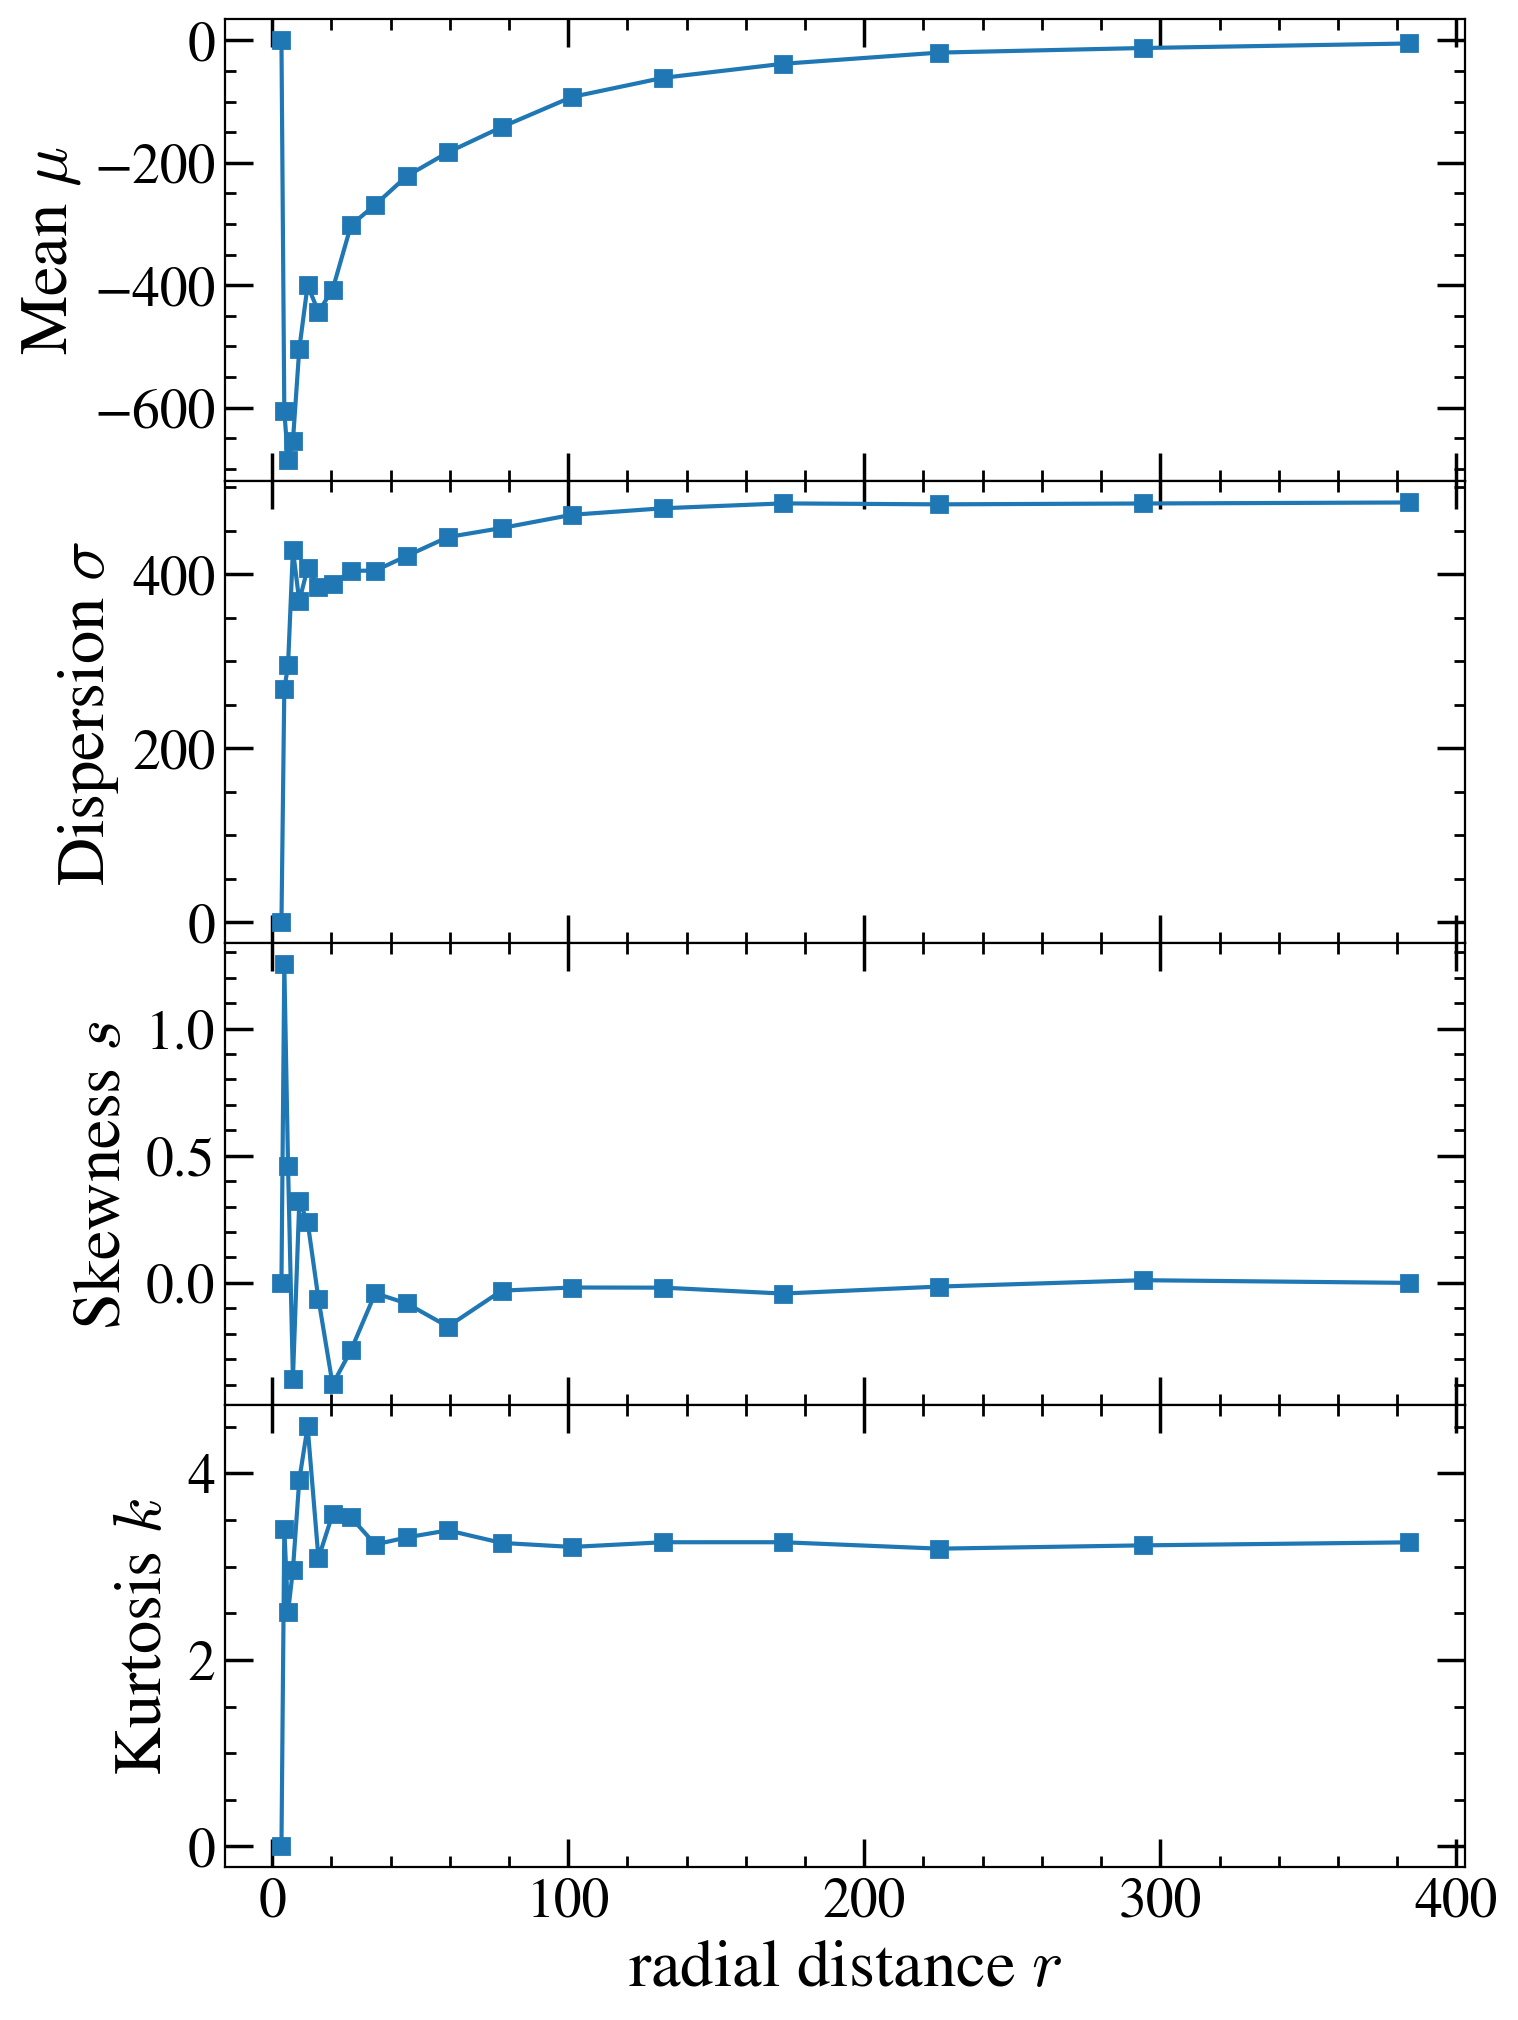 Mean μ
0
−200
−400
−600
Dispersion σ
400
200
0
Skewness s
1.0
0.5
0.0
Kurtosis k
4
2
0
0 100 200 300 400
radial distance r